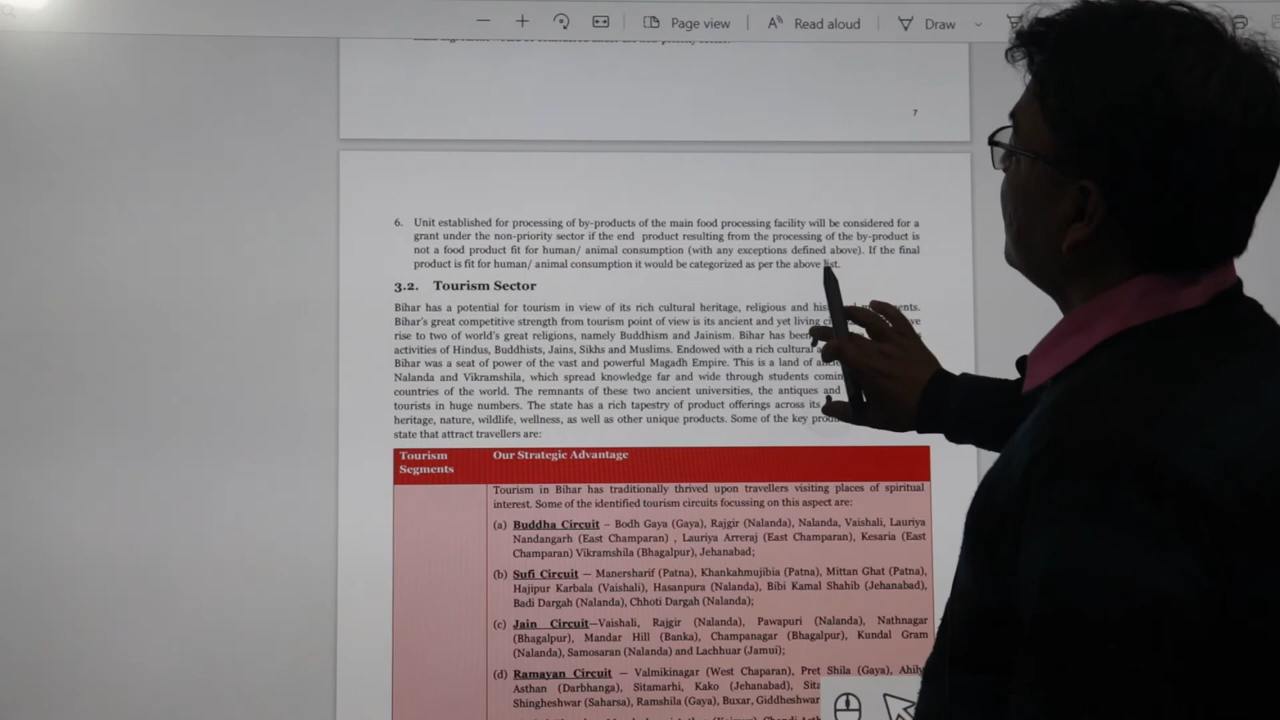 Page view
Read aloud
Draw
7
6. Unit established for processing of by-products of the main food processing facility will be considered for a
grant under the non-priority sector if the end product resulting from the processing of the by-product is
not a food product fit for human/ animal consumption (with any exceptions defined above). If the final
product is fit for human/ animal consumption it would be categorized as per the above list.
3.2. Tourism Sector
Bihar has a potential for tourism in view of its rich cultural heritage, religious and
Bihar's great competitive strength from tourism point of view is its ancient and yet living
rise to two of world's great religions, namely Buddhism and Jainism. Bihar has been
activities of Hindus, Buddhists, Jains, Sikhs and Muslims. Endowed with a rich cultural
Bihar was a seat of power of the vast and powerful Magadh Empire. This is a land of
Nalanda and Vikramshila, which spread knowledge far and wide through students
countries of the world. The remnants of these two ancient universities, the antiques and
tourists in huge numbers. The state has a rich tapestry of product offerings across its
heritage, nature, wildlife, wellness, as well as other unique products. Some of the key
state that attract travellers are:
Tourism Segments
Our Strategic Advantage
Tourism in Bihar has traditionally thrived upon travellers visiting places of spiritual
interest. Some of the identified tourism circuits focussing on this aspect are:
(a) Buddha Circuit – Bodh Gaya (Gaya), Rajgir (Nalanda), Nalanda, Vaishali, Lauriya
Nandangarh (East Champaran) , Lauriya Arreraj (East Champaran), Kesaria (East
Champaran) Vikramshila (Bhagalpur), Jehanabad;
(b) Sufi Circuit – Manersharif (Patna), Khankahmujibia (Patna), Mittan Ghat (Patna),
Hajipur Karbala (Vaishali), Hasanpura (Nalanda), Bibi Kamal Shahib (Jehanabad),
Badi Dargah (Nalanda), Chhoti Dargah (Nalanda);
(c) Jain Circuit—Vaishali, Rajgir (Nalanda), Pawapuri (Nalanda), Nathnagar
(Bhagalpur), Mandar Hill (Banka), Champanagar (Bhagalpur), Kundal Gram
(Nalanda), Samosaran (Nalanda) and Lachhuar (Jamui);
(d) Ramayan Circuit – Valmikinagar (West Chaparan), Pret Shila (Gaya),
Asthan (Darbhanga), Sitamarhi, Kako (Jehanabad),
Shingheshwar (Saharsa), Ramshila (Gaya), Buxar,